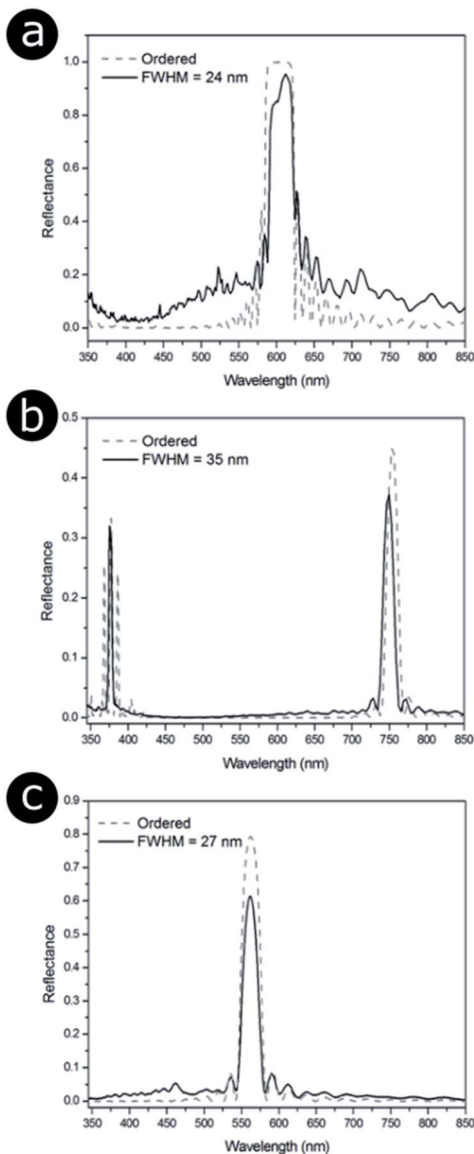 a
Ordered
FWHM = 24 nm
Reflectance
1.0
0.8
0.6
0.4
0.2
0.0
350 400 450 500 550 600 650 700 750 800 850
Wavelength (nm)
b
Ordered
FWHM = 35 nm
Reflectance
0.5
0.4
0.3
0.2
0.1
0.0
350 400 450 500 550 600 650 700 750 800 850
Wavelength (nm)
c
Ordered
FWHM = 27 nm
Reflectance
0.9
0.8
0.7
0.6
0.5
0.4
0.3
0.2
0.1
0.0
350 400 450 500 550 600 650 700 750 800 850
Wavelength (nm)